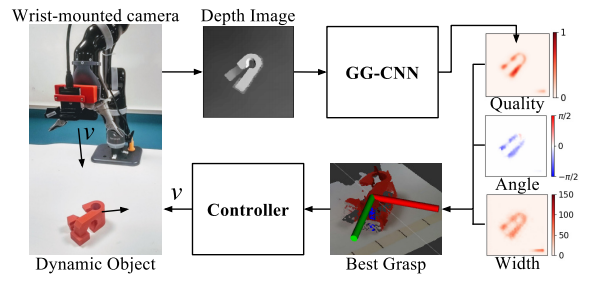 Wrist-mounted camera
Depth Image
GG-CNN
1
0
Quality
π/2
−π/2
Angle
150
100
50
0
Width
v
v
Controller
Dynamic Object
Best Grasp